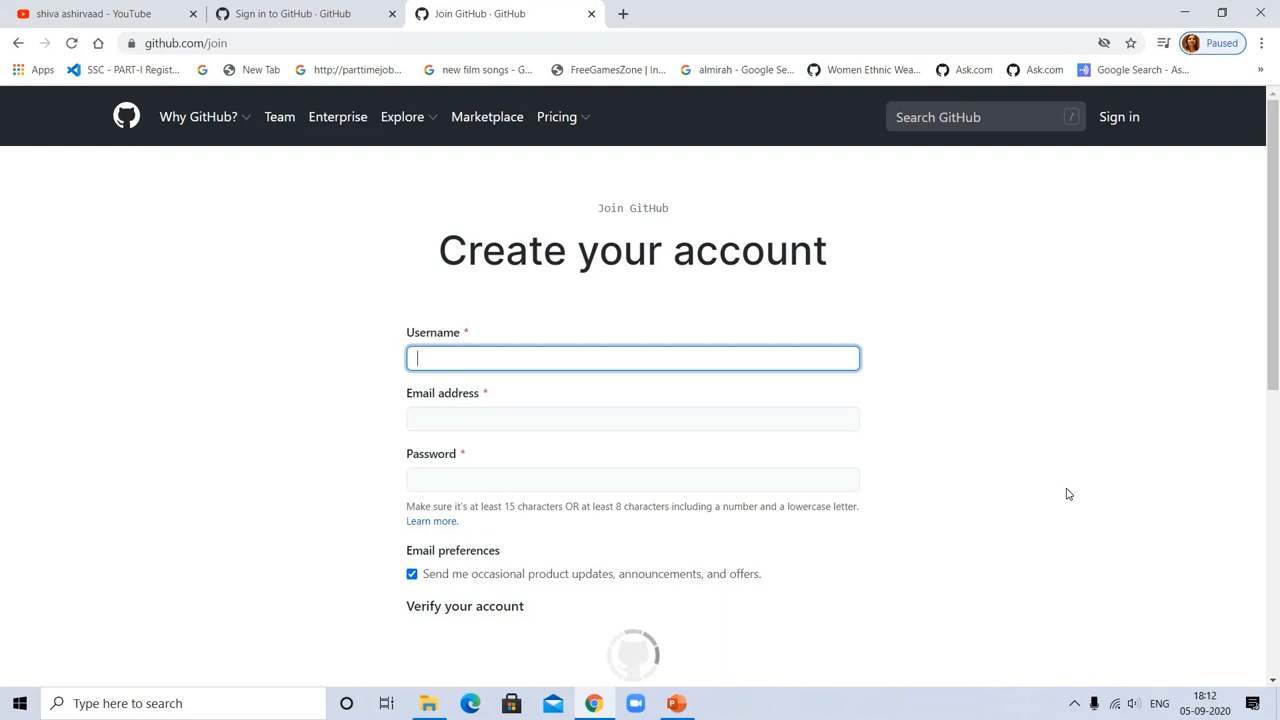 shiva ashirvaad - YouTube
Sign in to GitHub · GitHub
Join GitHub · GitHub
github.com/join
Paused
Apps
SSC - PART-I Regist...
New Tab
http://parttimejob...
new film songs - G...
FreeGamesZone | In...
almirah - Google Se...
Women Ethnic Wea...
Ask.com
Ask.com
Google Search - As...
»
Why GitHub?
Team
Enterprise
Explore
Marketplace
Pricing
Search GitHub
/
Sign in
Join GitHub
Create your account
Username *
Email address *
Password *
Make sure it's at least 15 characters OR at least 8 characters including a number and a lowercase letter.
Learn more.
Email preferences
Send me occasional product updates, announcements, and offers.
Verify your account
Type here to search
ENG
18:12
05-09-2020